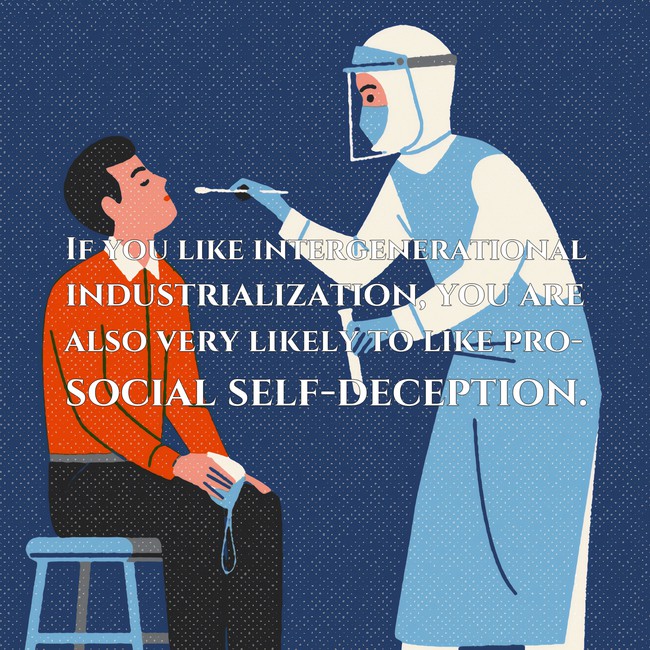 If you like intergenerational
industrialization, you are
also very likely to like pro-
social self-deception.